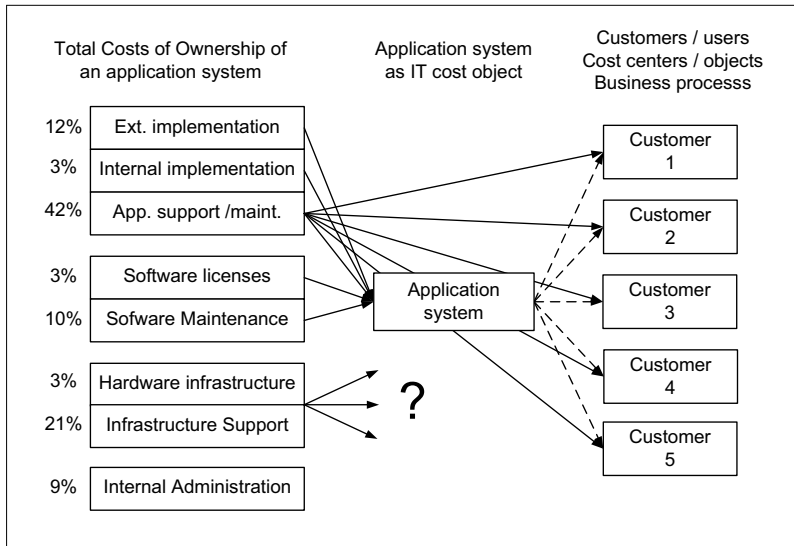 Total Costs of Ownership of
an application system
Application system
as IT cost object
Customers / users
Cost centers / objects
Business processs
12%
Ext. implementation
3%
Internal implementation
42%
App. support /maint.
3%
Software licenses
10%
Sofware Maintenance
3%
Hardware infrastructure
21%
Infrastructure Support
9%
Internal Administration
?
Application
system
Customer
1
Customer
2
Customer
3
Customer
4
Customer
5